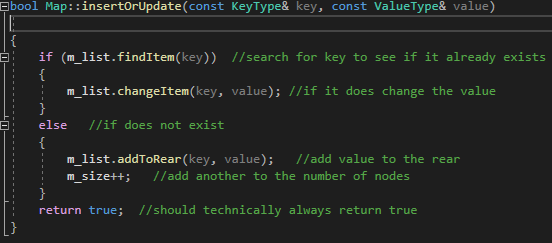 bool Map::insertOrUpdate(const KeyType& key, const ValueType& value)
{
    if (m_list.findItem(key))  //search for key to see if it already exists
    {
        m_list.changeItem(key, value); //if it does change the value
    }
    else   //if does not exist
    {
        m_list.addToRear(key, value);   //add value to the rear
        m_size++;   //add another to the number of nodes
    }
    return true;  //should technically always return true
}